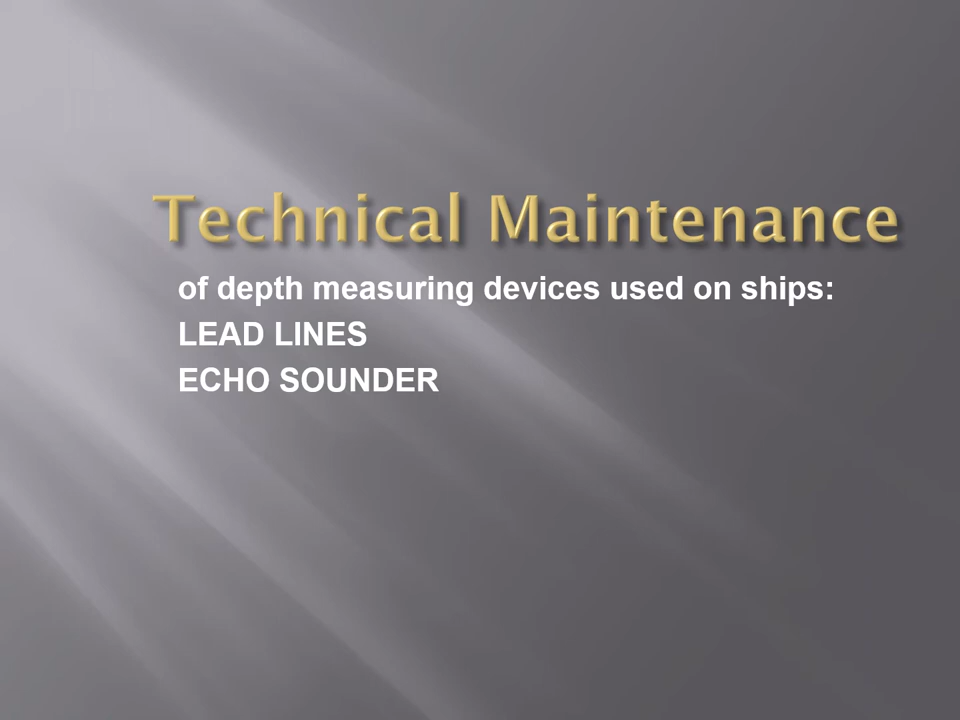 Technical Maintenance
of depth measuring devices used on ships:
LEAD LINES
ECHO SOUNDER